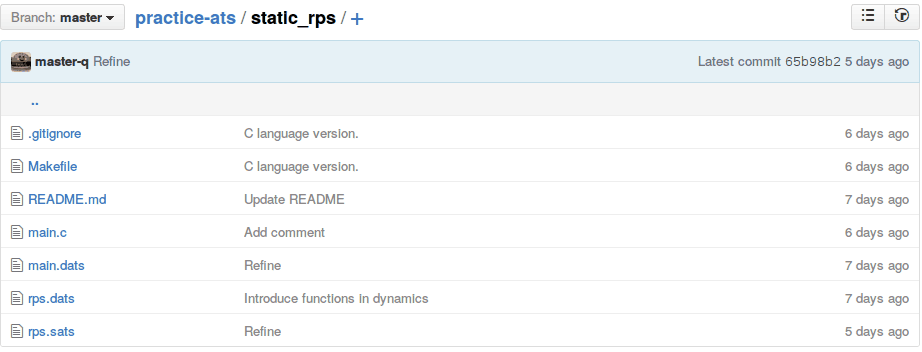 Branch: master practice-ats / static_rps / +
master-q Refine Latest commit 65b98b2 5 days ago
..
.gitignore C language version. 6 days ago
Makefile C language version. 6 days ago
README.md Update README 7 days ago
main.c Add comment 6 days ago
main.dats Refine 7 days ago
rps.dats Introduce functions in dynamics 7 days ago
rps.sats Refine 5 days ago